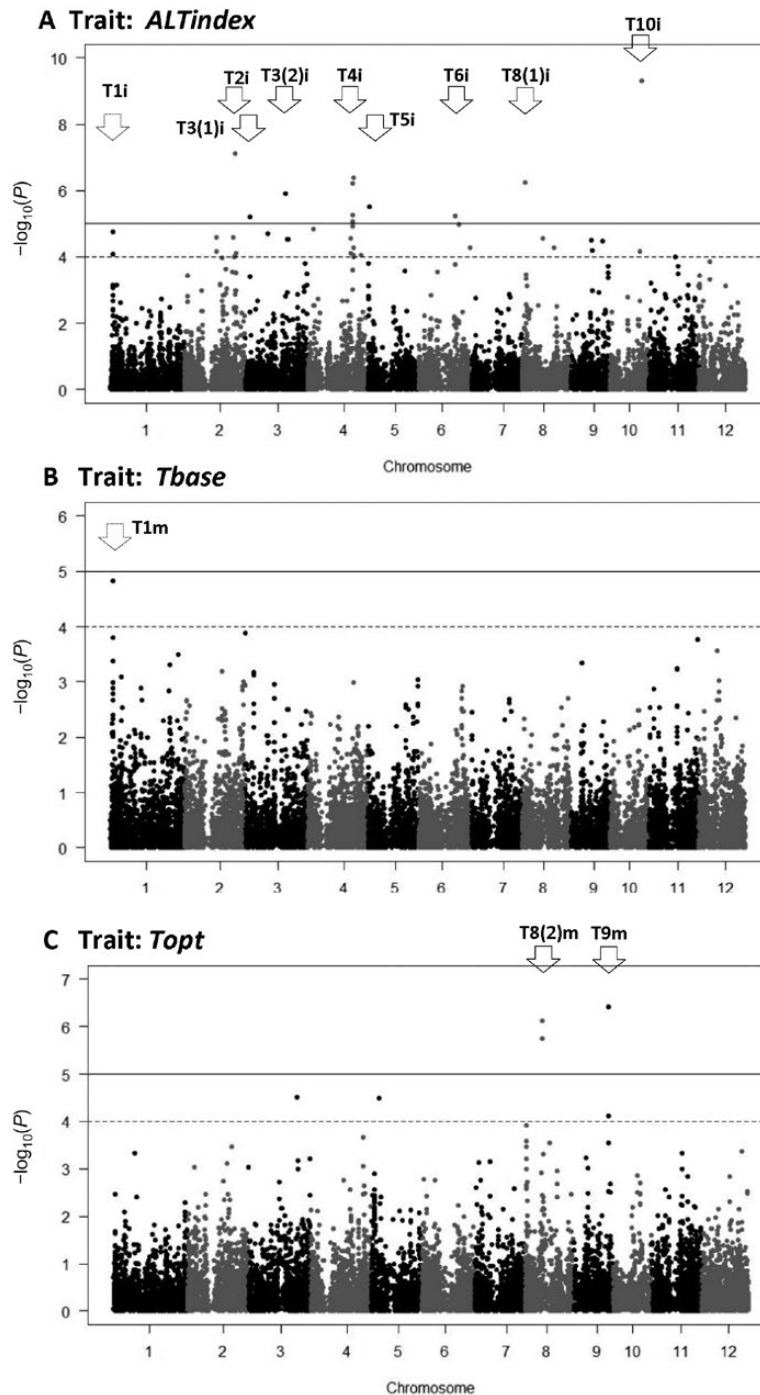 A Trait: ALTindex
T10i
T1i
T2i
T3(2)i
T4i
T6i
T8(1)i
T3(1)i
T5i
10
8
6
4
2
0
−log10(P)
1 2 3 4 5 6 7 8 9 10 11 12
Chromosome
B Trait: Tbase
T1m
6
5
4
3
2
1
0
−log10(P)
1 2 3 4 5 6 7 8 9 10 11 12
Chromosome
C Trait: Topt
T8(2)m T9m
7
6
5
4
3
2
1
0
−log10(P)
1 2 3 4 5 6 7 8 9 10 11 12
Chromosome